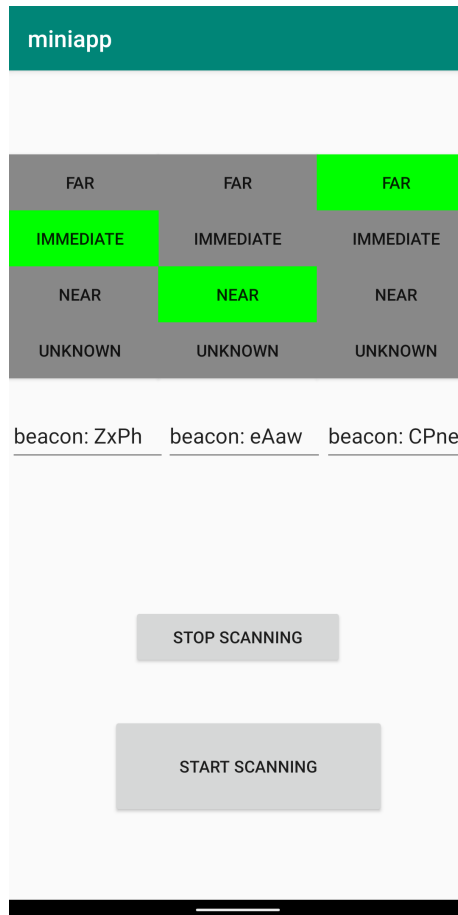 miniapp
FAR FAR FAR
IMMEDIATE IMMEDIATE IMMEDIATE
NEAR NEAR NEAR
UNKNOWN UNKNOWN UNKNOWN
beacon: ZxPh beacon: eAaw beacon: CPne
STOP SCANNING
START SCANNING